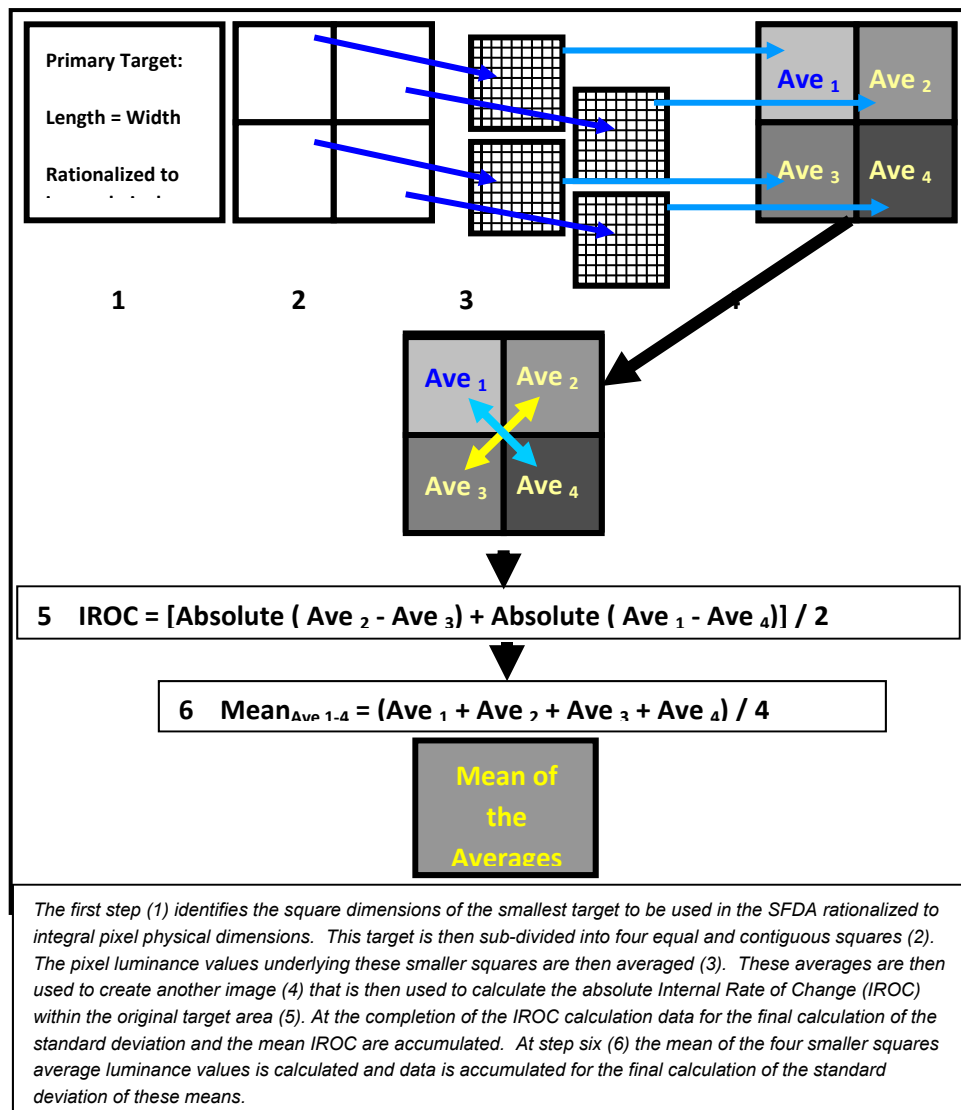 Primary Target:
Length = Width
Rationalized to
Ave 1
Ave 2
Ave 3
Ave 4
1
2
3
4
Ave 1
Ave 2
Ave 3
Ave 4
5 IROC = [Absolute ( Ave 2 - Ave 3) + Absolute ( Ave 1 - Ave 4)] / 2
6 MeanAve 1-4 = (Ave 1 + Ave 2 + Ave 3 + Ave 4) / 4
Mean of
the
Averages
The first step (1) identifies the square dimensions of the smallest target to be used in the SFDA rationalized to
integral pixel physical dimensions. This target is then sub-divided into four equal and contiguous squares (2).
The pixel luminance values underlying these smaller squares are then averaged (3). These averages are then
used to create another image (4) that is then used to calculate the absolute Internal Rate of Change (IROC)
within the original target area (5). At the completion of the IROC calculation data for the final calculation of the
standard deviation and the mean IROC are accumulated. At step six (6) the mean of the four smaller squares
average luminance values is calculated and data is accumulated for the final calculation of the standard
deviation of these means.